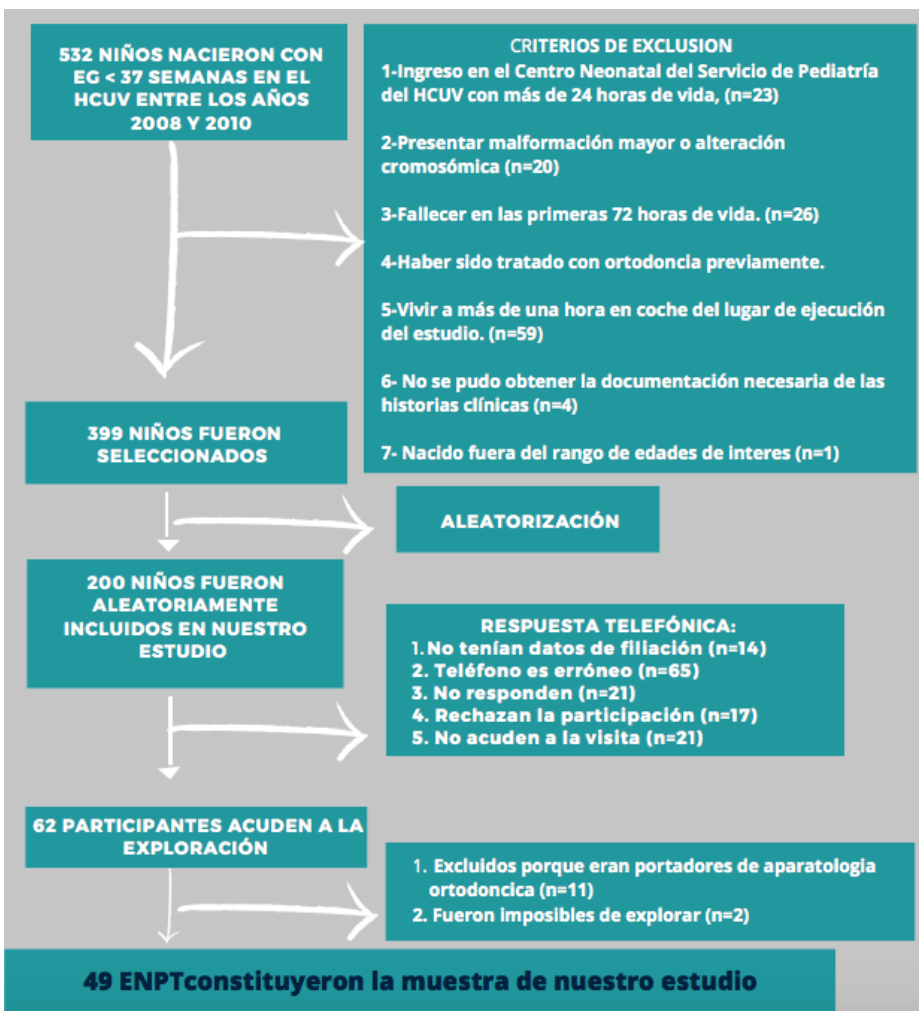 532 NIÑOS NACIERON CON
EG < 37 SEMANAS EN EL
HCUV ENTRE LOS AÑOS
2008 Y 2010
CRITERIOS DE EXCLUSION
1-Ingreso en el Centro Neonatal del Servicio de Pediatría
del HCUV con más de 24 horas de vida, (n=23)
2-Presentar malformación mayor o alteración
cromosómica (n=20)
3-Fallecer en las primeras 72 horas de vida. (n=26)
4-Haber sido tratado con ortodoncia previamente.
5-Vivir a más de una hora en coche del lugar de ejecución
del estudio. (n=59)
6- No se pudo obtener la documentación necesaria de las
historias clínicas (n=4)
7- Nacido fuera del rango de edades de interes (n=1)
399 NIÑOS FUERON
SELECCIONADOS
ALEATORIZACIÓN
200 NIÑOS FUERON
ALEATORIAMENTE
INCLUIDOS EN NUESTRO
ESTUDIO
RESPUESTA TELEFÓNICA:
1. No tenían datos de filiación (n=14)
2. Teléfono es erróneo (n=65)
3. No responden (n=21)
4. Rechazan la participación (n=17)
5. No acuden a la visita (n=21)
62 PARTICIPANTES ACUDEN A LA
EXPLORACIÓN
1. Excluidos porque eran portadores de aparatologia
ortodoncica (n=11)
2. Fueron imposibles de explorar (n=2)
49 ENPTconstituyeron la muestra de nuestro estudio